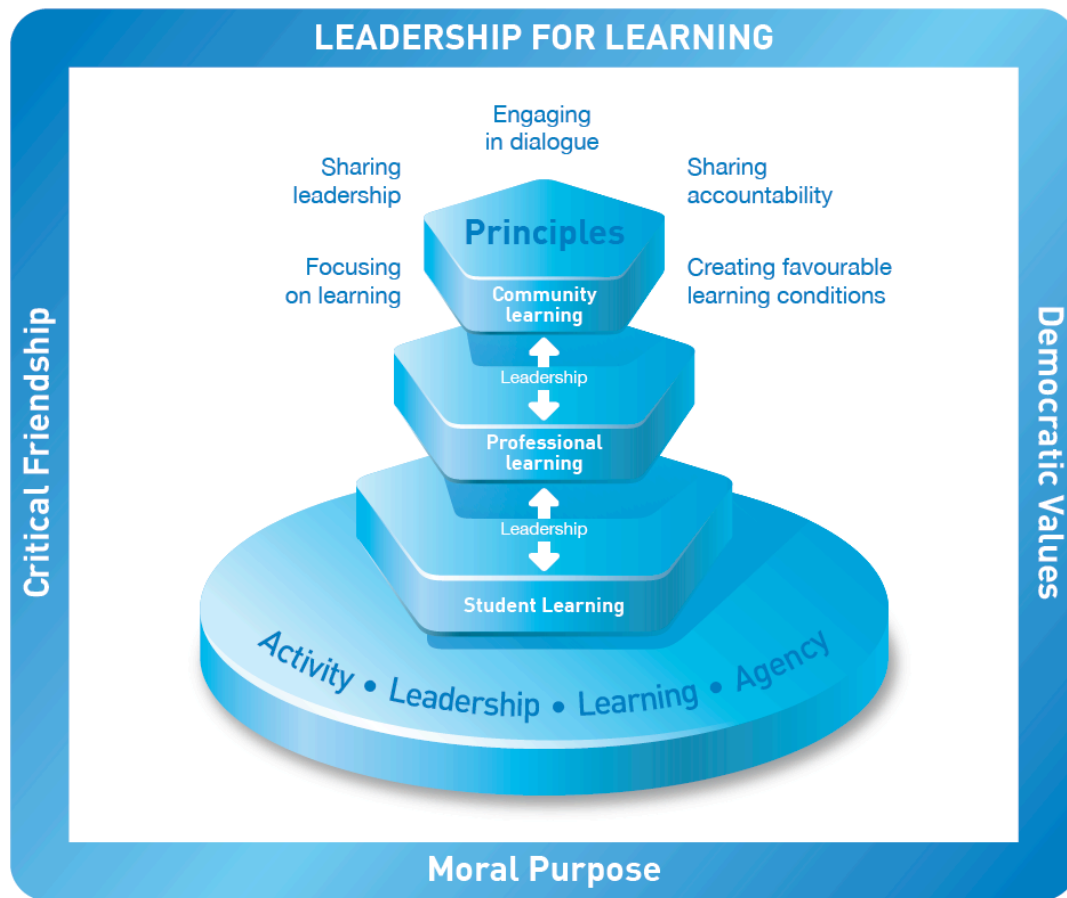 LEADERSHIP FOR LEARNING
Engaging
in dialogue
Sharing
leadership
Sharing
accountability
Principles
Focusing
on learning
Creating favourable
learning conditions
Community
learning
Leadership
Professional
learning
Leadership
Student Learning
Activity • Leadership • Learning • Agency
Critical Friendship
Democratic Values
Moral Purpose